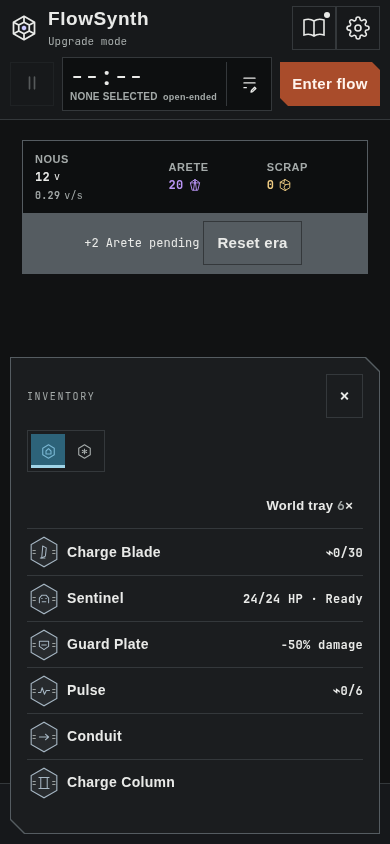 FlowSynth
Upgrade mode
--:--
NONE SELECTED open-ended
Enter flow
NOUS
12 v
0.29 v/s
ARETE
20
SCRAP
0
+2 Arete pending
Reset era
INVENTORY
×
World tray 6×
Charge Blade
⌁0/30
Sentinel
24/24 HP · Ready
Guard Plate
-50% damage
Pulse
⌁0/6
Conduit
Charge Column